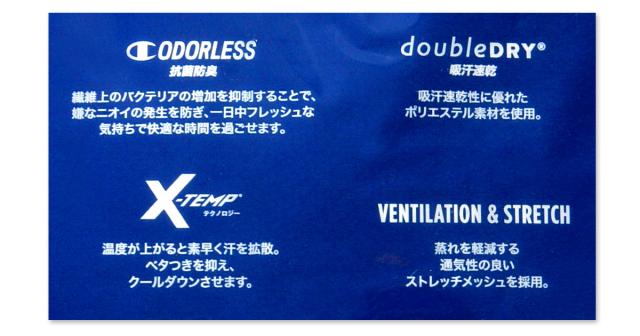 ODORLESS
抗菌防臭
繊維上のバクテリアの増加を抑制することで、
嫌なニオイの発生を防ぎ、一日中フレッシュな
気持ちで快適な時間を過ごせます。
doubleDRY®
吸汗速乾
吸汗速乾性に優れた
ポリエステル素材を使用。
X-TEMP®
テクノロジー
温度が上がると素早く汗を拡散。
ベタつきを抑え、
クールダウンさせます。
VENTILATION & STRETCH
蒸れを軽減する
通気性の良い
ストレッチメッシュを採用。